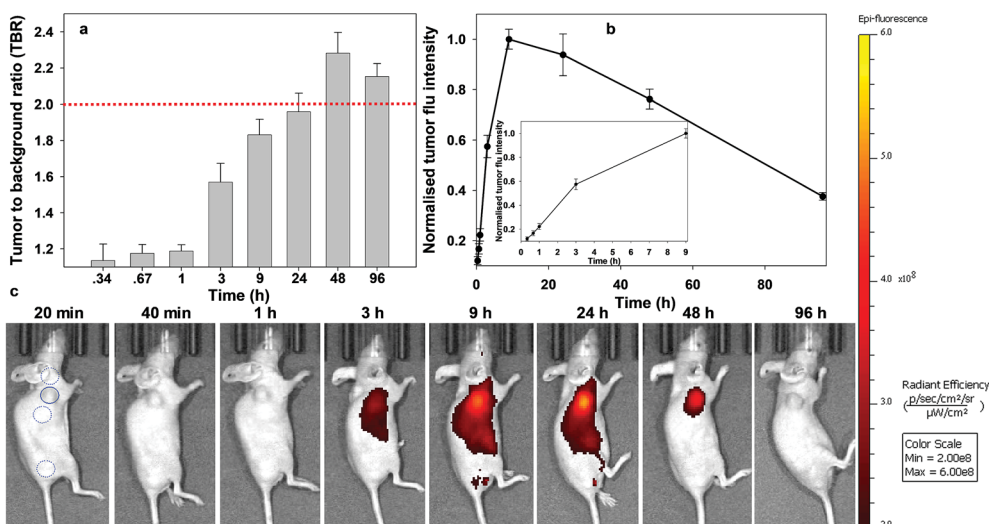 a
Tumor to background ratio (TBR)
2.4
2.2
2.0
1.8
1.6
1.4
1.2
.34 .67 1 3 9 24 48 96
Time (h)
b
Normalised tumor flu intensity
1.0
0.8
0.6
0.4
0.2
0 20 40 60 80
Time (h)
Normalised tumor flu intensity
1.0
0.8
0.6
0.4
0.2
0 1 2 3 4 5 6 7 8 9
Time (h)
c
20 min 40 min 1 h 3 h 9 h 24 h 48 h 96 h
Epi-fluorescence
6.0
5.0
4.0 x10⁸
3.0
2.0
Radiant Efficiency
(p/sec/cm²/sr
µW/cm²)
Color Scale
Min = 2.00e8
Max = 6.00e8